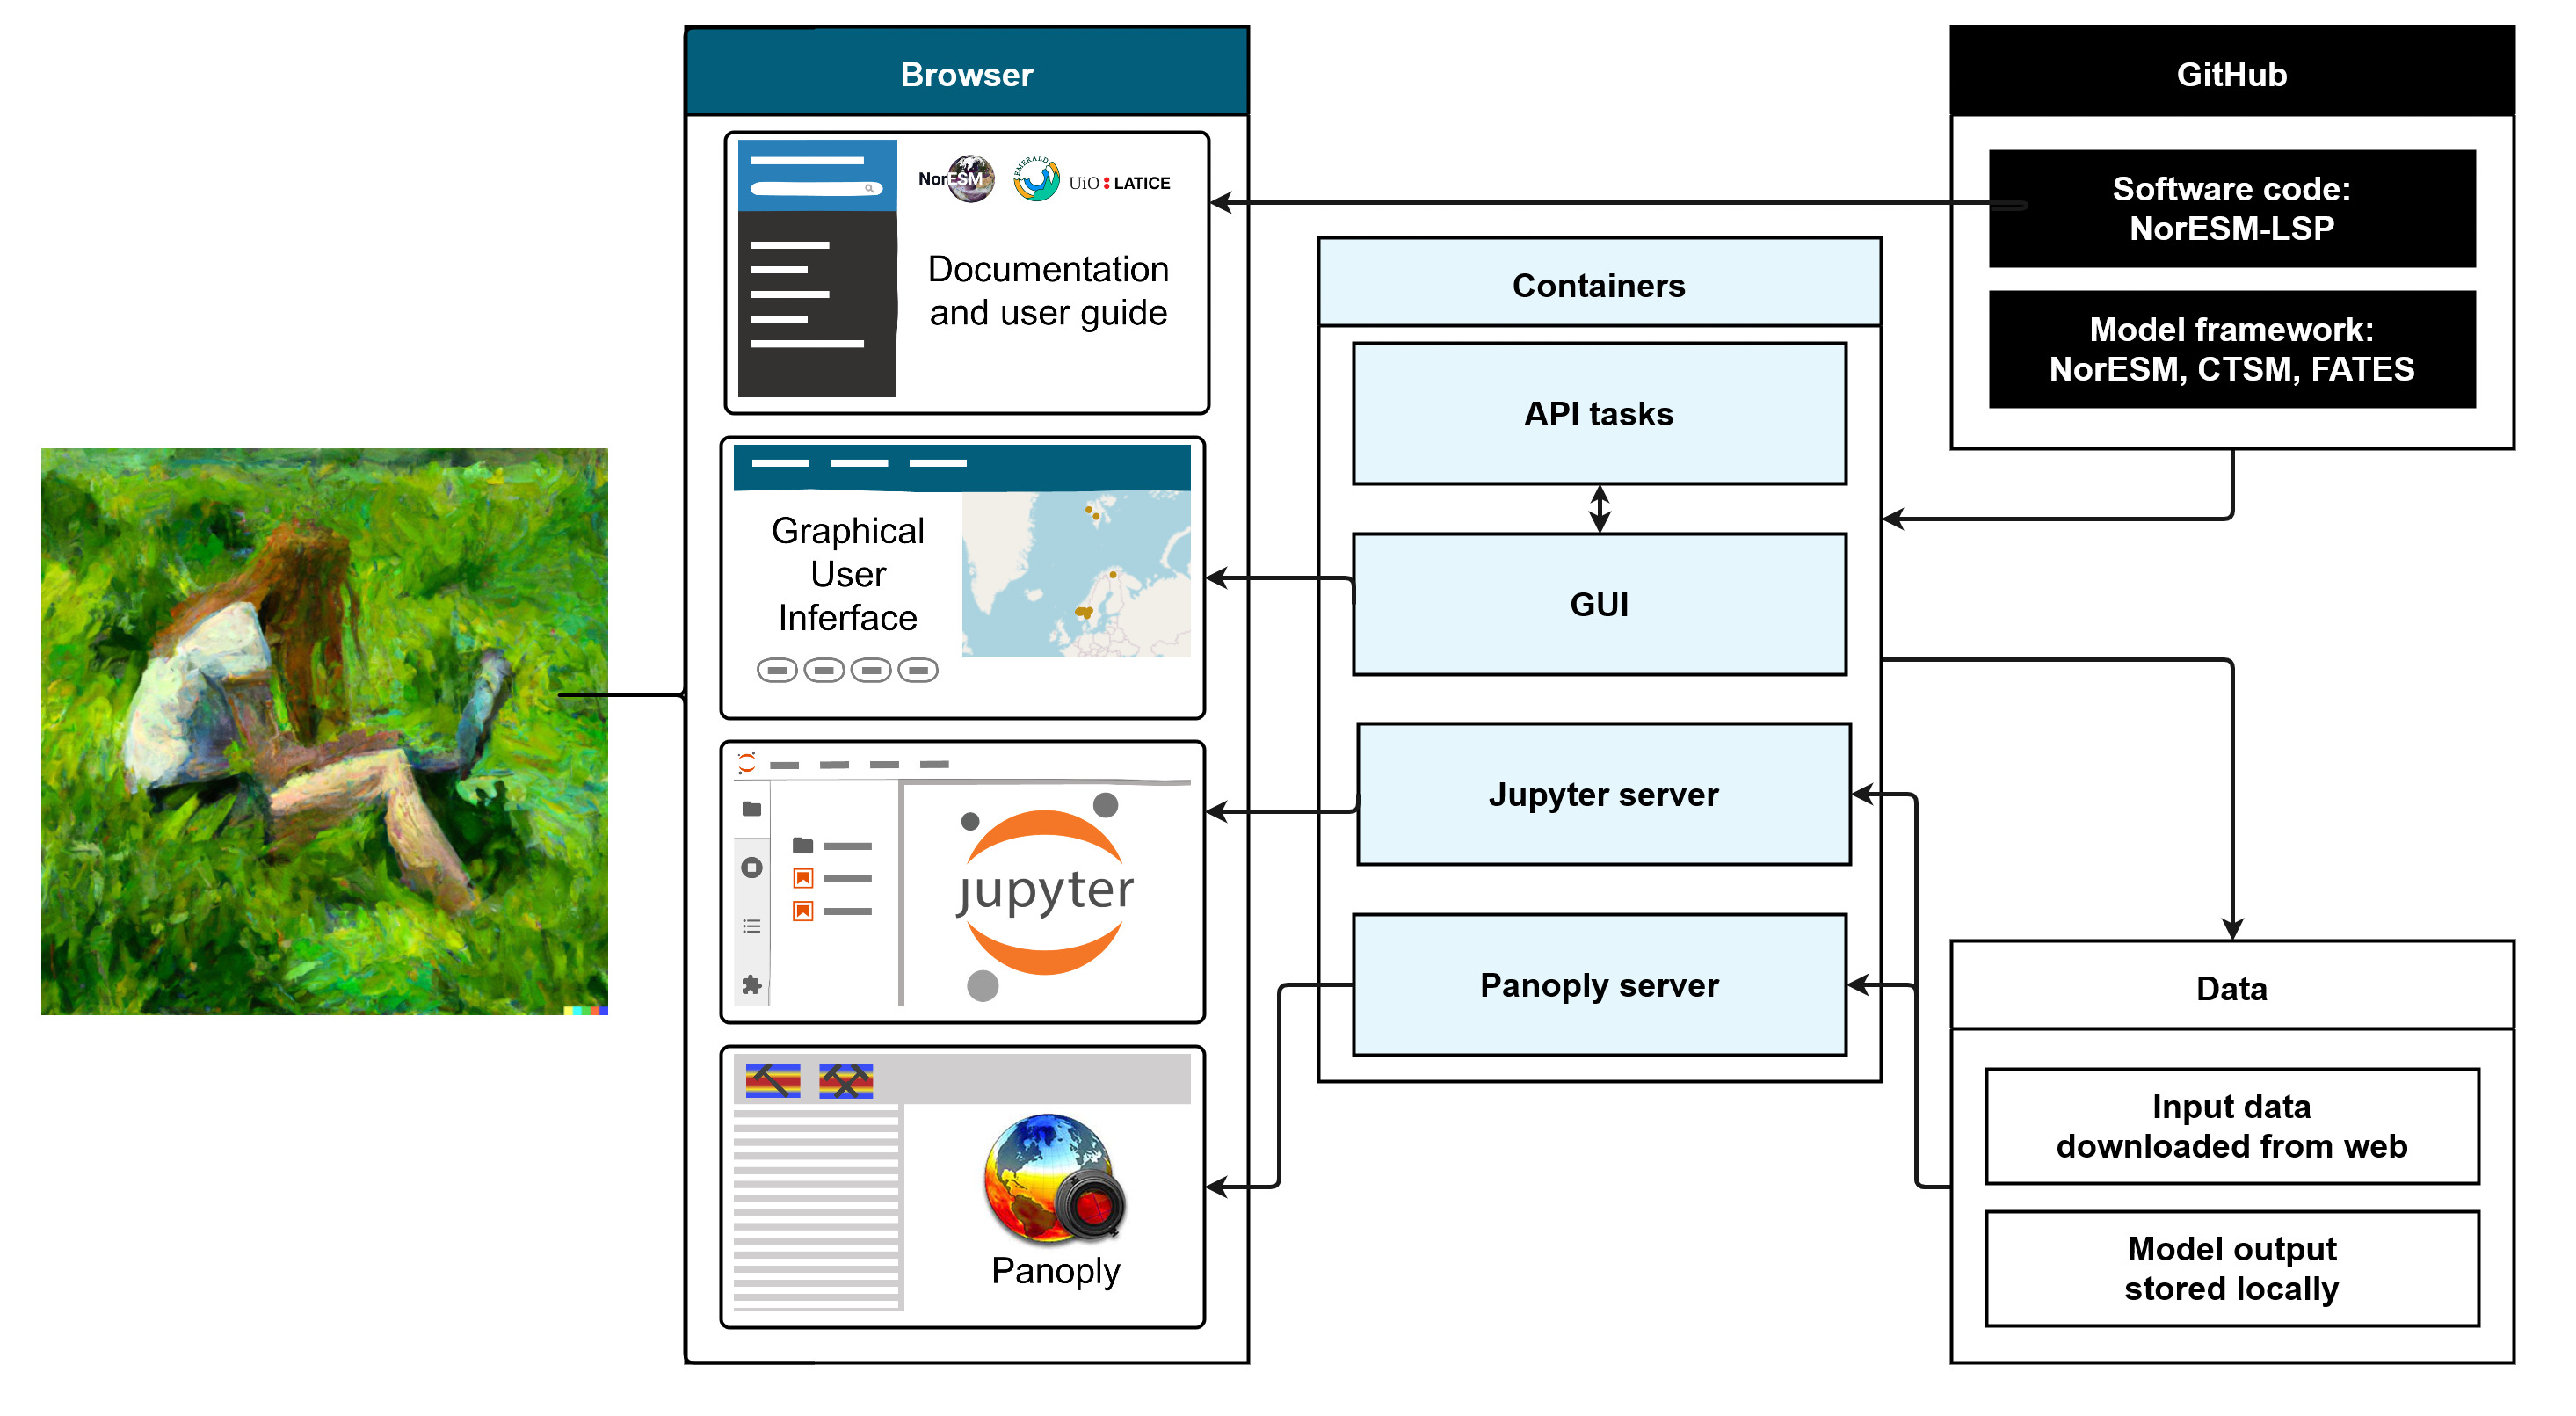 Browser
NorESM
EMERALD
UiO : LATICE
Documentation
and user guide
Graphical
User
Inferface
jupyter
Panoply
Containers
API tasks
GUI
Jupyter server
Panoply server
GitHub
Software code:
NorESM-LSP
Model framework:
NorESM, CTSM, FATES
Data
Input data
downloaded from web
Model output
stored locally